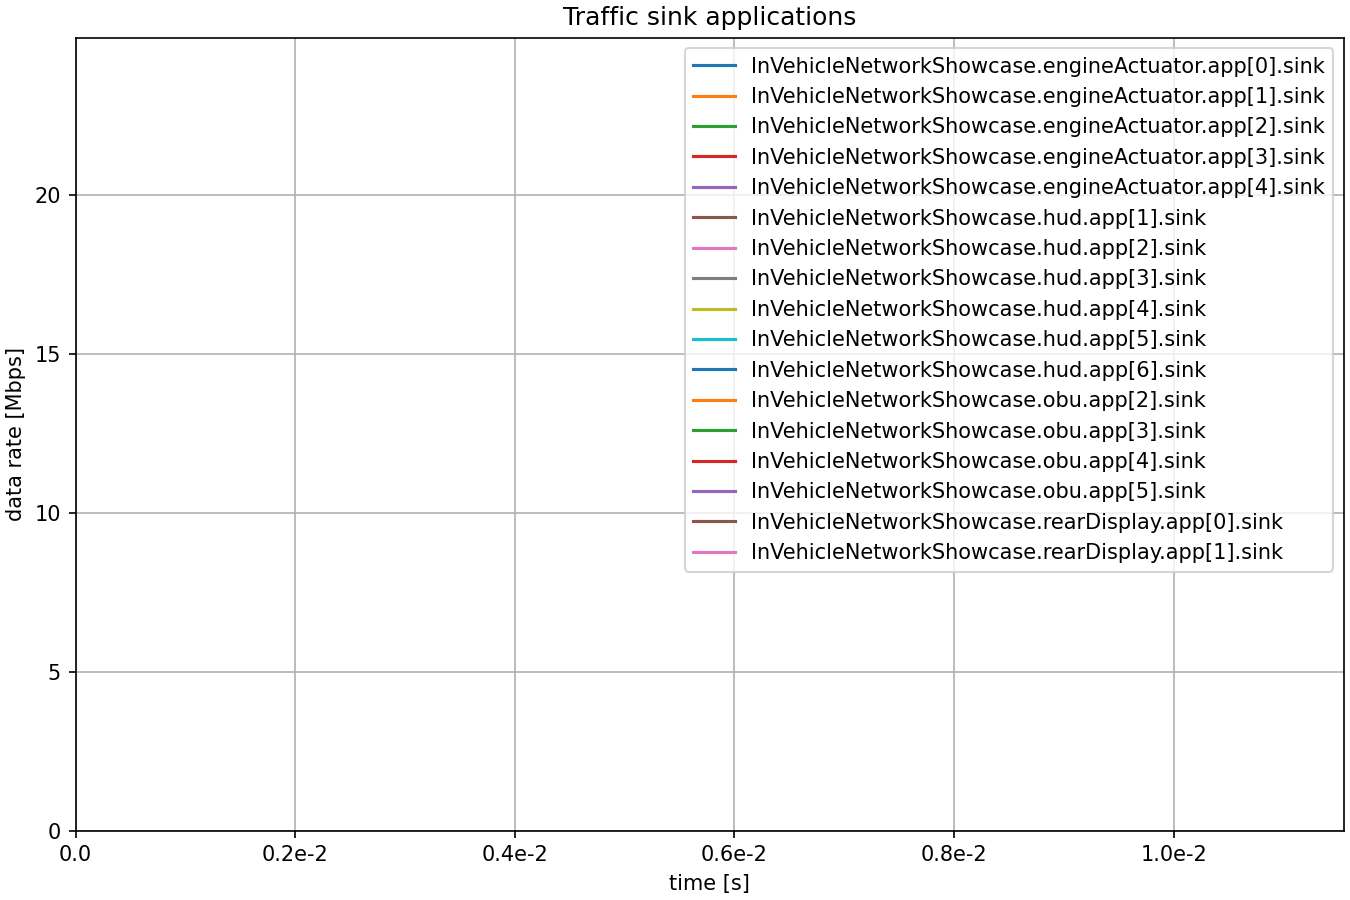 Traffic sink applications
InVehicleNetworkShowcase.engineActuator.app[0].sink
InVehicleNetworkShowcase.engineActuator.app[1].sink
InVehicleNetworkShowcase.engineActuator.app[2].sink
InVehicleNetworkShowcase.engineActuator.app[3].sink
InVehicleNetworkShowcase.engineActuator.app[4].sink
InVehicleNetworkShowcase.hud.app[1].sink
InVehicleNetworkShowcase.hud.app[2].sink
InVehicleNetworkShowcase.hud.app[3].sink
InVehicleNetworkShowcase.hud.app[4].sink
InVehicleNetworkShowcase.hud.app[5].sink
InVehicleNetworkShowcase.hud.app[6].sink
InVehicleNetworkShowcase.obu.app[2].sink
InVehicleNetworkShowcase.obu.app[3].sink
InVehicleNetworkShowcase.obu.app[4].sink
InVehicleNetworkShowcase.obu.app[5].sink
InVehicleNetworkShowcase.rearDisplay.app[0].sink
InVehicleNetworkShowcase.rearDisplay.app[1].sink
data rate [Mbps]
20
15
10
5
0
0.0 0.2e-2 0.4e-2 0.6e-2 0.8e-2 1.0e-2
time [s]